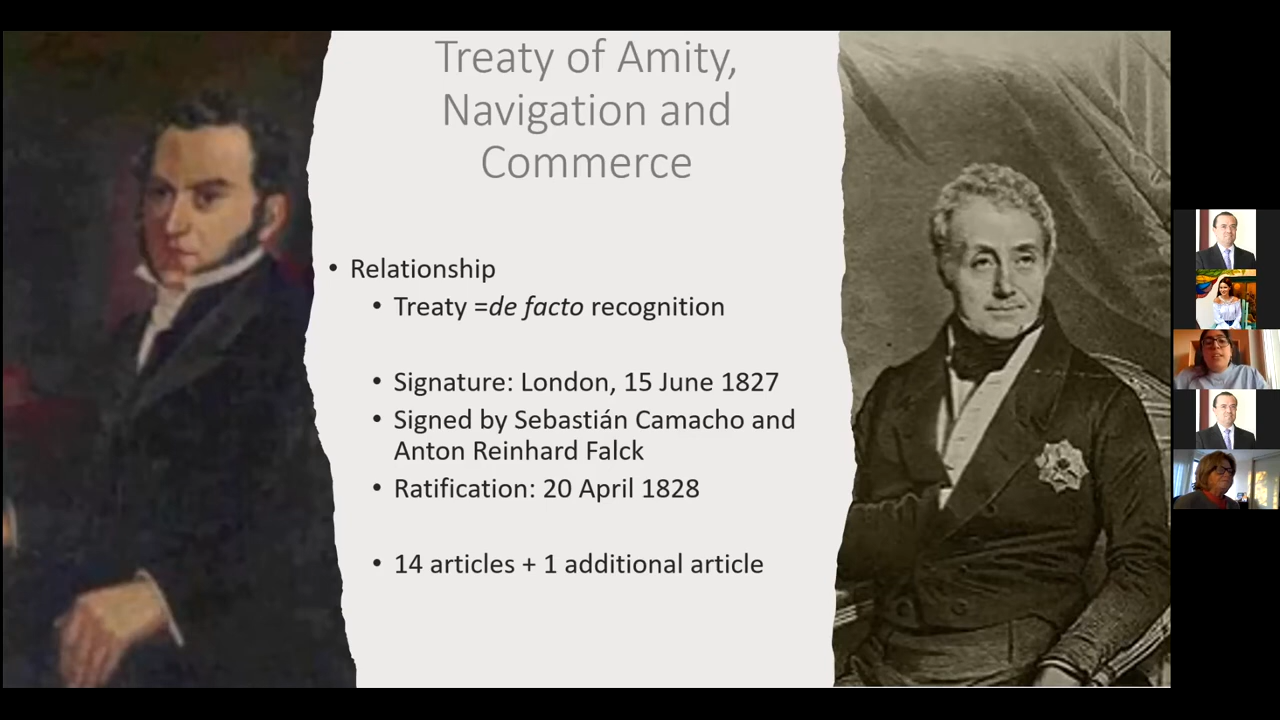 Treaty of Amity,
Navigation and
Commerce
• Relationship
• Treaty =de facto recognition
• Signature: London, 15 June 1827
• Signed by Sebastián Camacho and
Anton Reinhard Falck
• Ratification: 20 April 1828
• 14 articles + 1 additional article